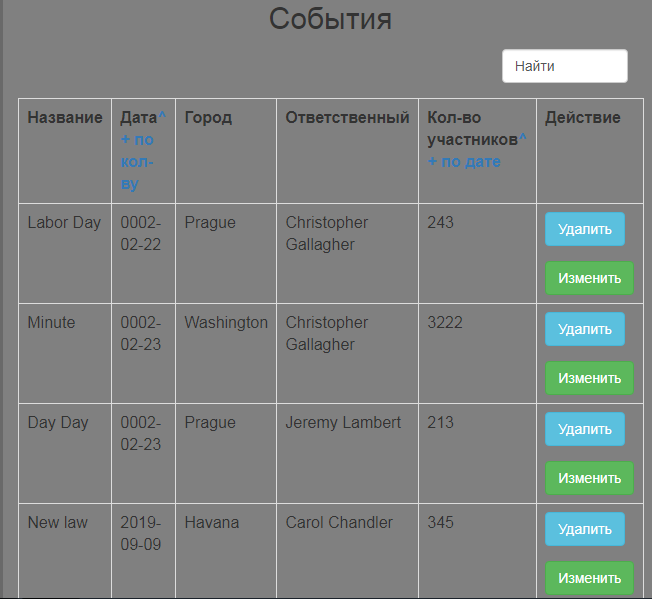 События
Найти
Название Дата^ Город Ответственный Кол-во Действие
+ по участников^
кол- + по дате
ву
Labor Day 0002- Prague Christopher 243 Удалить
02-22 Gallagher
Изменить
Minute 0002- Washington Christopher 3222 Удалить
02-23 Gallagher
Изменить
Day Day 0002- Prague Jeremy Lambert 213 Удалить
02-23
Изменить
New law 2019- Havana Carol Chandler 345 Удалить
09-09
Изменить